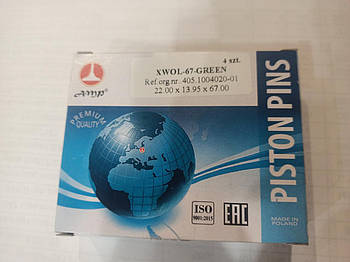 4 szt.
XWOL-67-GREEN
Ref.org.nr. 405.1004020-01
22.00 x 13.95 x 67.00
AMP
PREMIUM
QUALITY
PISTON PINS
MADE IN
POLAND
ISO
9001:2015
EAC